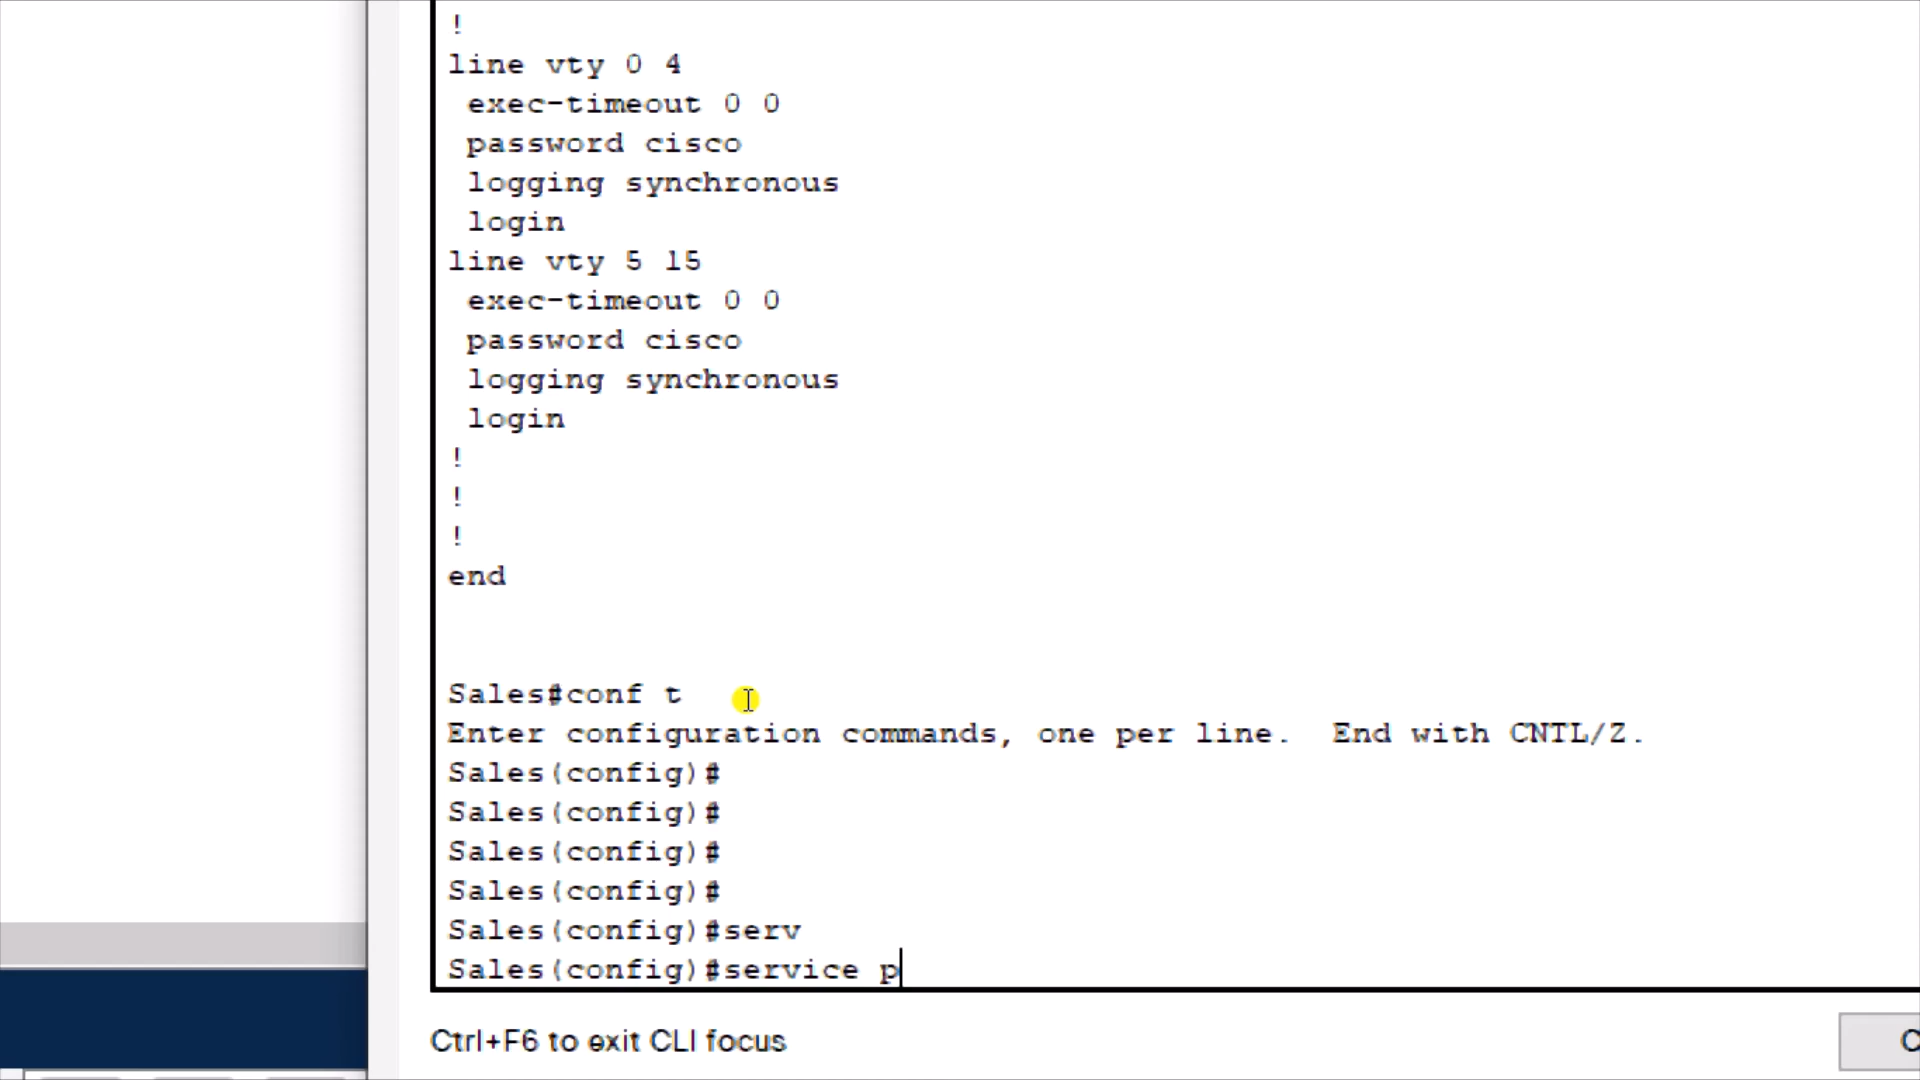 !
line vty 0 4
exec-timeout 0 0
password cisco
logging synchronous
login
line vty 5 15
exec-timeout 0 0
password cisco
logging synchronous
login
!
!
!
end
Sales#conf t
Enter configuration commands, one per line. End with CNTL/Z.
Sales(config)#
Sales(config)#
Sales(config)#
Sales(config)#
Sales(config)#serv
Sales(config)#service p
Ctrl+F6 to exit CLI focus